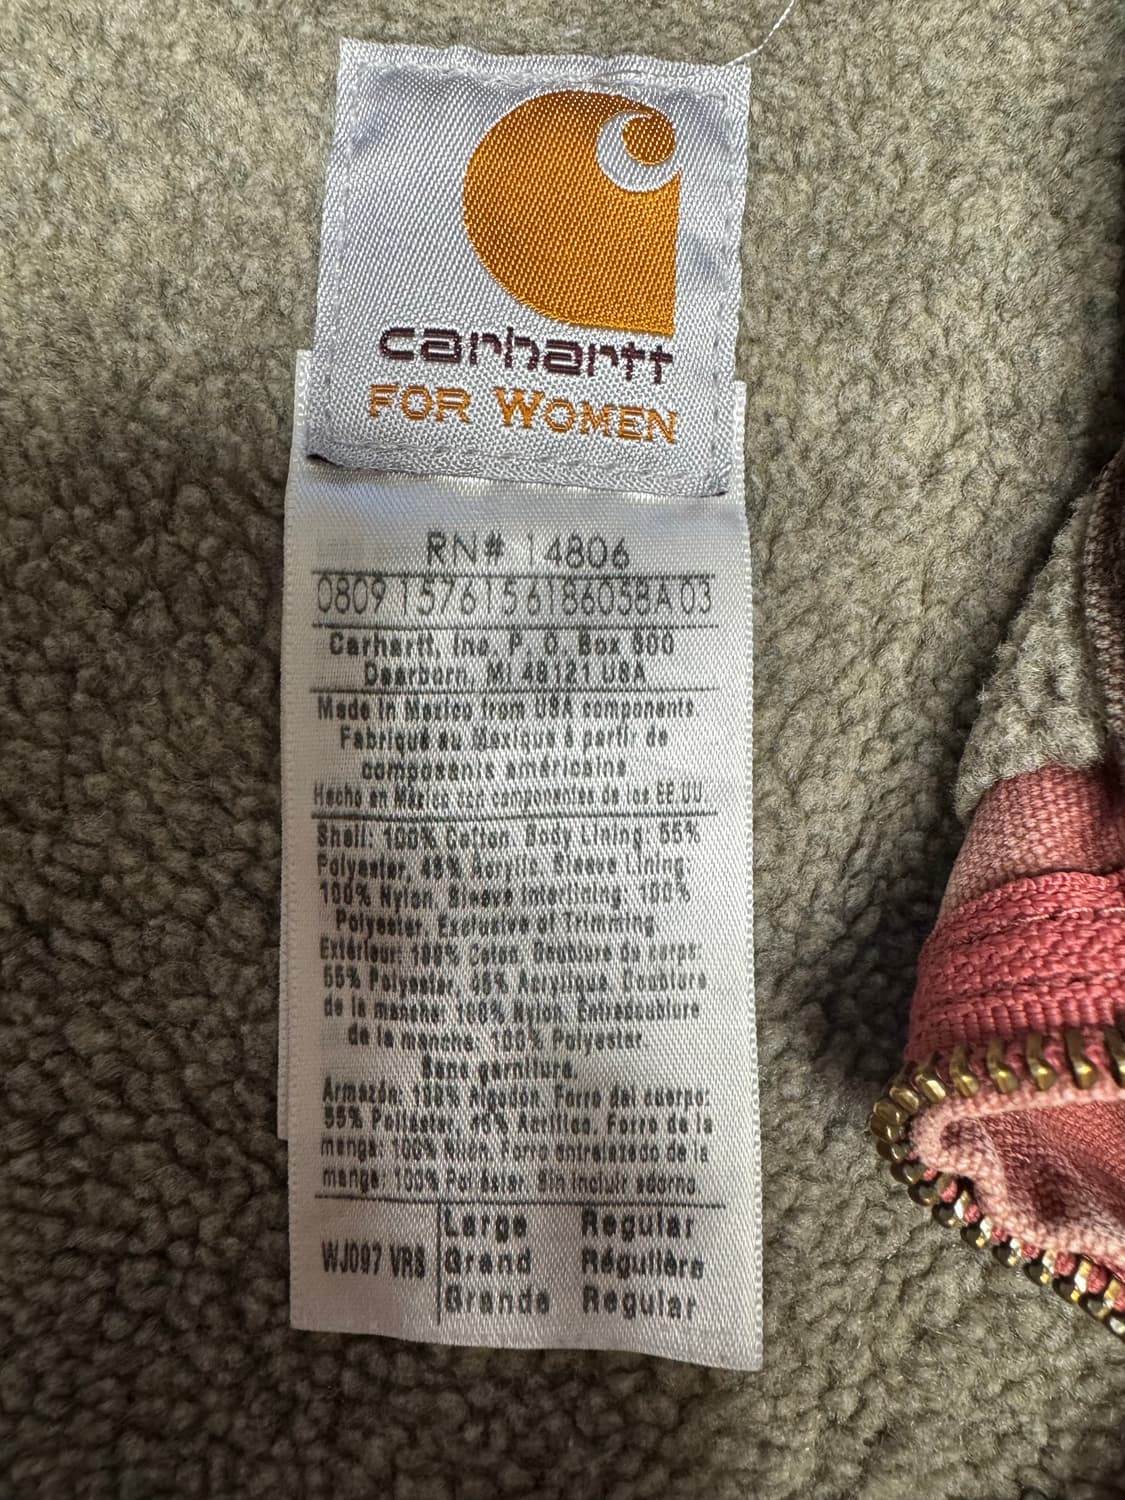 carhartt
FOR WOMEN
RN# 14806
0809 1576156186058A 03
Carhartt, Inc. P. O. Box 600
Dearborn, MI 48121 USA
Made in Mexico from USA components
Fabriqué au Mexique à partir de
composants américains
Hecho en México con componentes de los EE.UU
Shell: 100% Cotton. Body Lining: 55%
Polyester, 45% Acrylic. Sleeve Lining:
100% Nylon. Sleeve Interlining: 100%
Polyester. Exclusive of Trimming.
Extérieur: 100% Coton. Doublure du corps:
55% Polyester, 45% Acrylique. Doublure
de la manche: 100% Nylon. Entredoublure
de la manche: 100% Polyester.
Sans garniture.
Armazón: 100% Algodón. Forro del cuerpo:
55% Poliéster, 45% Acrílico. Forro de la
manga: 100% Nilon. Forro entrelazado de la
manga: 100% Poliéster. Sin incluir adorno.
WJ097 VRS
Large Regular
Grand Régulière
Grande Regular